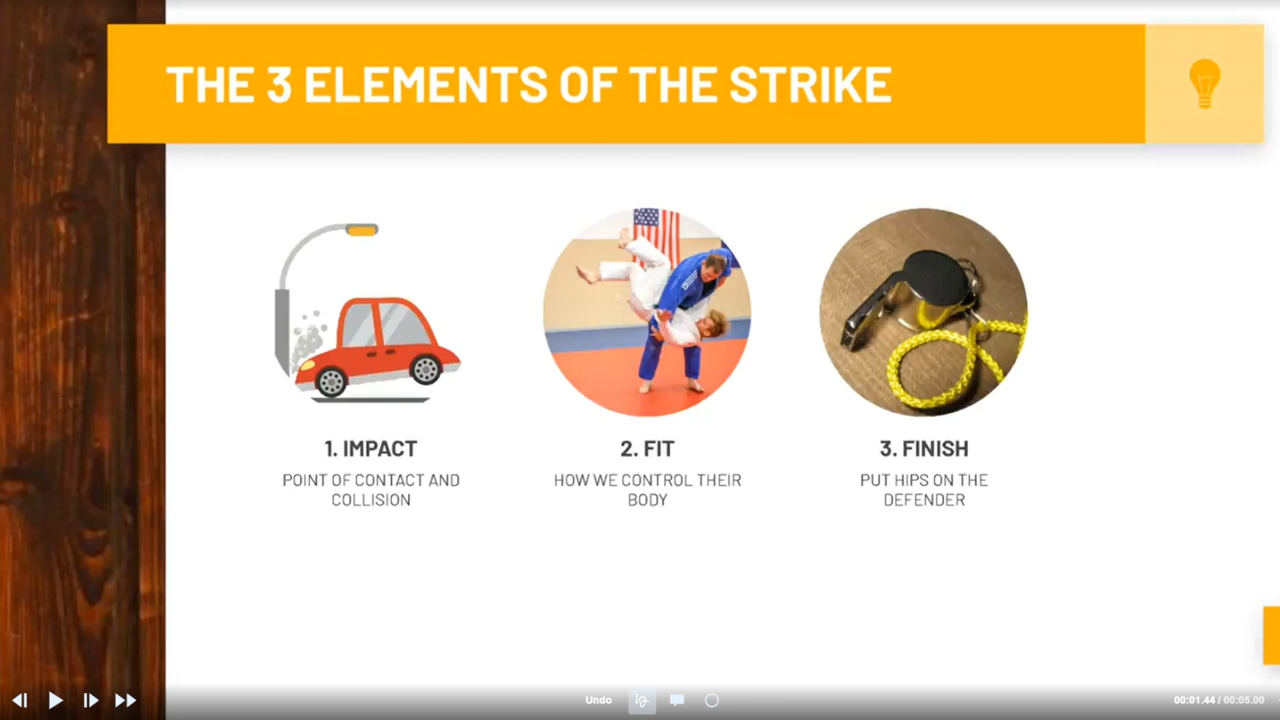 THE 3 ELEMENTS OF THE STRIKE
1. IMPACT
POINT OF CONTACT AND
COLLISION
2. FIT
HOW WE CONTROL THEIR
BODY
3. FINISH
PUT HIPS ON THE
DEFENDER
Undo
00:01.44 / 00:05.00